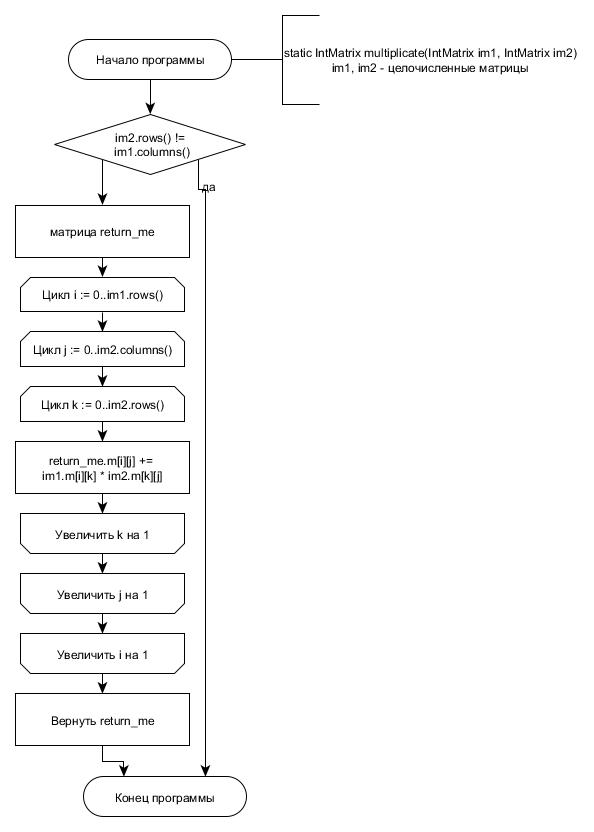 Начало программы
static IntMatrix multiplicate(IntMatrix im1, IntMatrix im2)
im1, im2 - целочисленные матрицы
im2.rows() !=
im1.columns()
да
матрица return_me
Цикл i := 0..im1.rows()
Цикл j := 0..im2.columns()
Цикл k := 0..im2.rows()
return_me.m[i][j] +=
im1.m[i][k] * im2.m[k][j]
Увеличить k на 1
Увеличить j на 1
Увеличить i на 1
Вернуть return_me
Конец программы